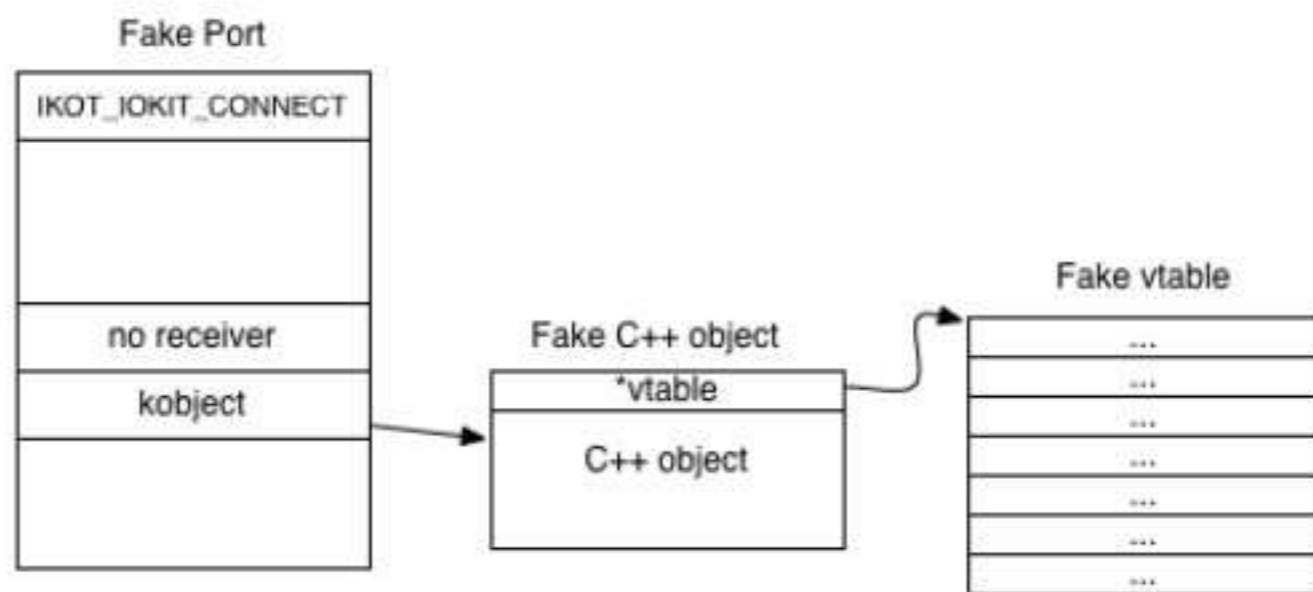 Fake Port
IKOT_IOKIT_CONNECT
no receiver
kobject
Fake C++ object
*vtable
C++ object
Fake vtable
...
...
...
...
...
...
...